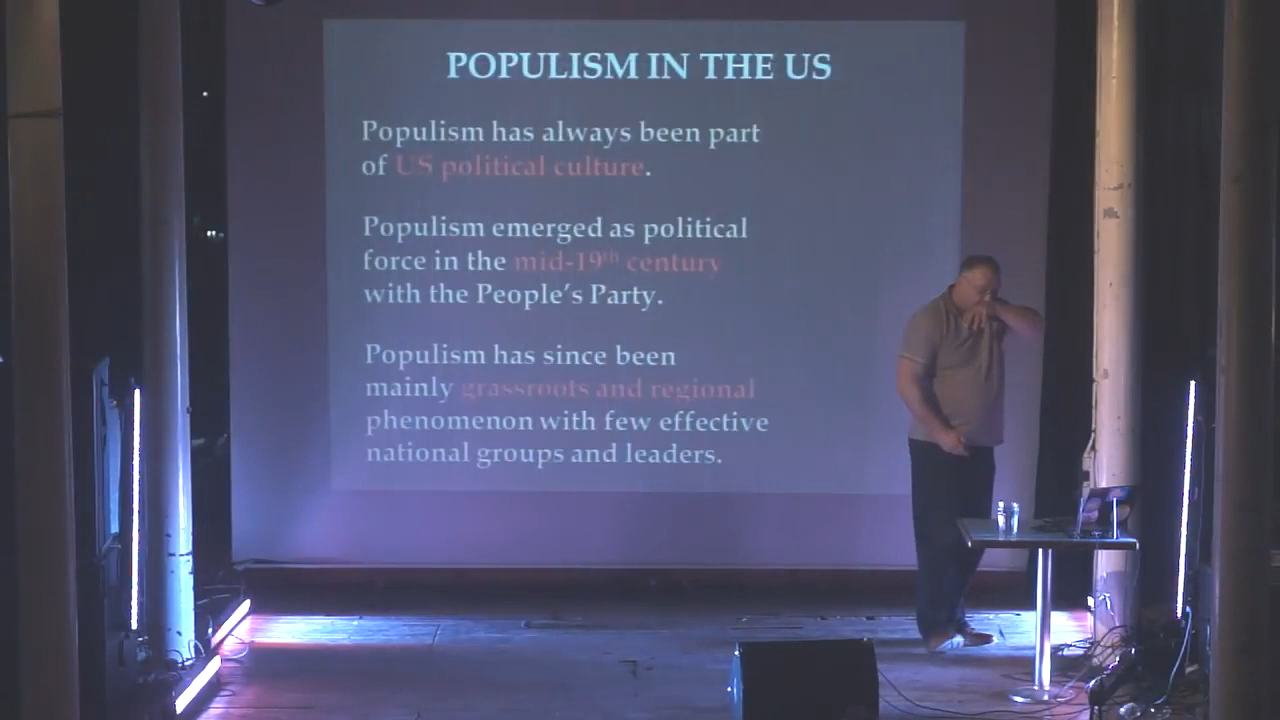 POPULISM IN THE US
Populism has always been part
of US political culture.
Populism emerged as political
force in the mid-19th century
with the People's Party.
Populism has since been
mainly grassroots and regional
phenomenon with few effective
national groups and leaders.